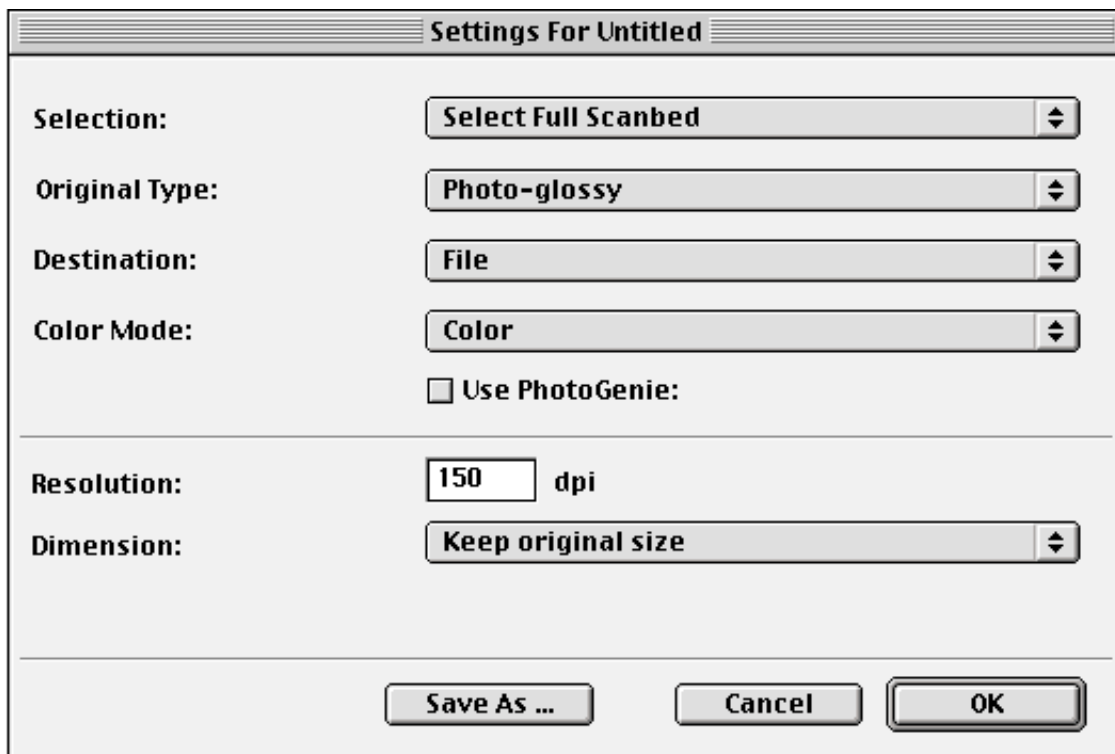 Settings For Untitled
Selection: Select Full Scanbed
Original Type: Photo-glossy
Destination: File
Color Mode: Color
Use PhotoGenie:
Resolution: 150 dpi
Dimension: Keep original size
Save As ... Cancel OK